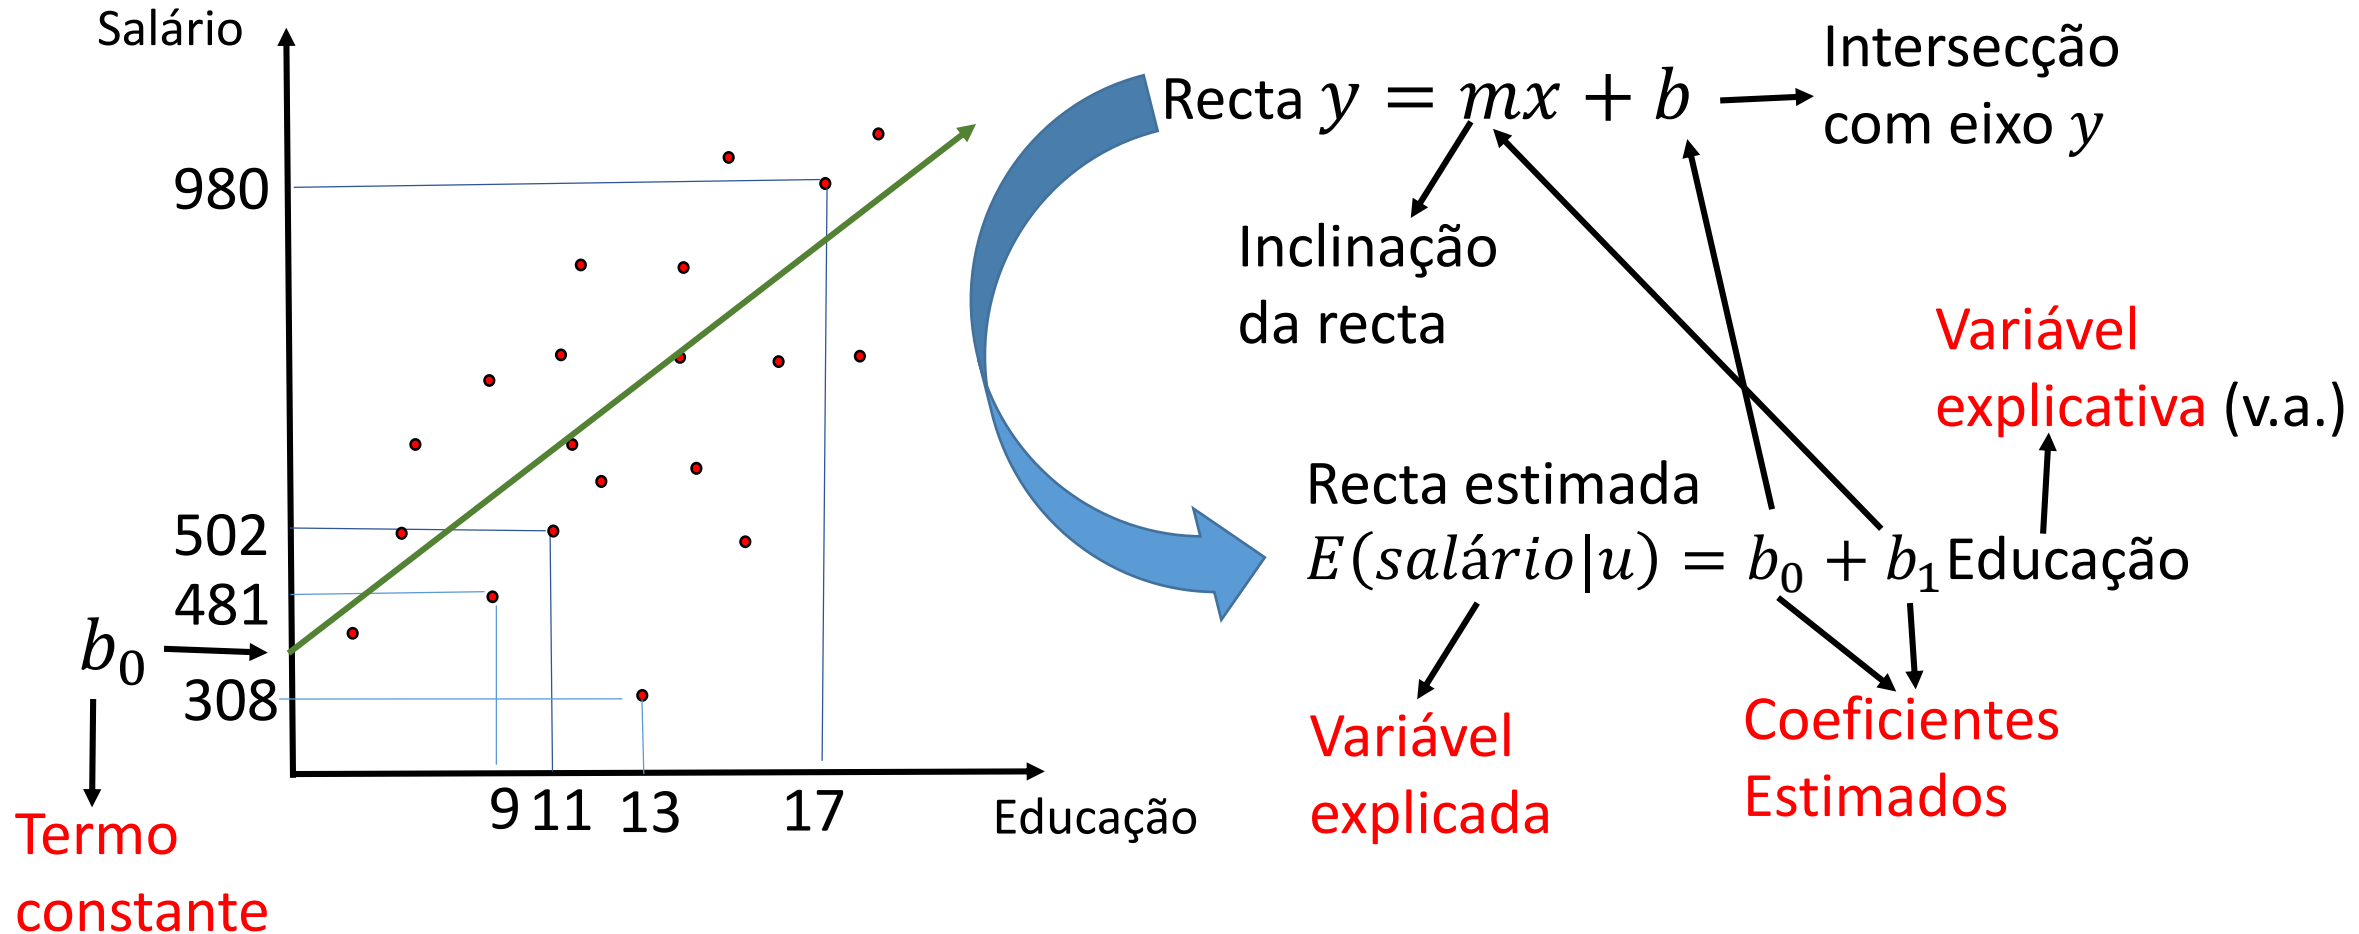 Salário
980
502
481
b₀
308
9 11 13 17
Educação
Termo
constante
Recta y = mx + b
Intersecção
com eixo y
Inclinação
da recta
Variável
explicativa (v.a.)
Recta estimada
E(salário|u) = b₀ + b₁Educação
Variável
explicada
Coeficientes
Estimados